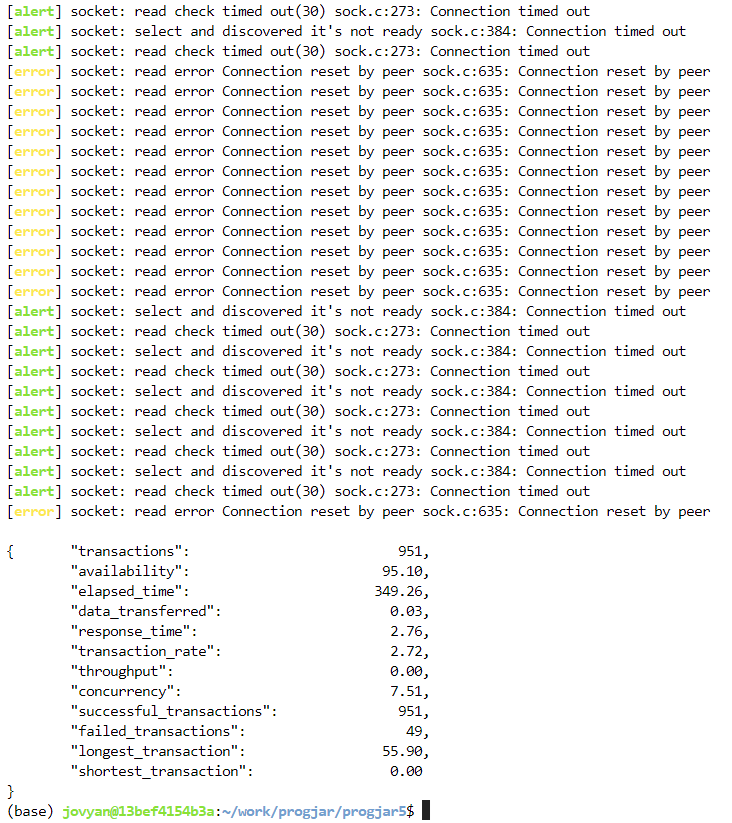 [alert] socket: read check timed out(30) sock.c:273: Connection timed out
[alert] socket: select and discovered it's not ready sock.c:384: Connection timed out
[alert] socket: read check timed out(30) sock.c:273: Connection timed out
[error] socket: read error Connection reset by peer sock.c:635: Connection reset by peer
[error] socket: read error Connection reset by peer sock.c:635: Connection reset by peer
[error] socket: read error Connection reset by peer sock.c:635: Connection reset by peer
[error] socket: read error Connection reset by peer sock.c:635: Connection reset by peer
[error] socket: read error Connection reset by peer sock.c:635: Connection reset by peer
[error] socket: read error Connection reset by peer sock.c:635: Connection reset by peer
[error] socket: read error Connection reset by peer sock.c:635: Connection reset by peer
[error] socket: read error Connection reset by peer sock.c:635: Connection reset by peer
[error] socket: read error Connection reset by peer sock.c:635: Connection reset by peer
[error] socket: read error Connection reset by peer sock.c:635: Connection reset by peer
[error] socket: read error Connection reset by peer sock.c:635: Connection reset by peer
[error] socket: read error Connection reset by peer sock.c:635: Connection reset by peer
[alert] socket: select and discovered it's not ready sock.c:384: Connection timed out
[alert] socket: read check timed out(30) sock.c:273: Connection timed out
[alert] socket: select and discovered it's not ready sock.c:384: Connection timed out
[alert] socket: read check timed out(30) sock.c:273: Connection timed out
[alert] socket: select and discovered it's not ready sock.c:384: Connection timed out
[alert] socket: read check timed out(30) sock.c:273: Connection timed out
[alert] socket: select and discovered it's not ready sock.c:384: Connection timed out
[alert] socket: read check timed out(30) sock.c:273: Connection timed out
[alert] socket: select and discovered it's not ready sock.c:384: Connection timed out
[alert] socket: read check timed out(30) sock.c:273: Connection timed out
[error] socket: read error Connection reset by peer sock.c:635: Connection reset by peer
{ "transactions": 951,
"availability": 95.10,
"elapsed_time": 349.26,
"data_transferred": 0.03,
"response_time": 2.76,
"transaction_rate": 2.72,
"throughput": 0.00,
"concurrency": 7.51,
"successful_transactions": 951,
"failed_transactions": 49,
"longest_transaction": 55.90,
"shortest_transaction": 0.00
}
(base) jovyan@13bef4154b3a:~/work/progjar/progjar5$